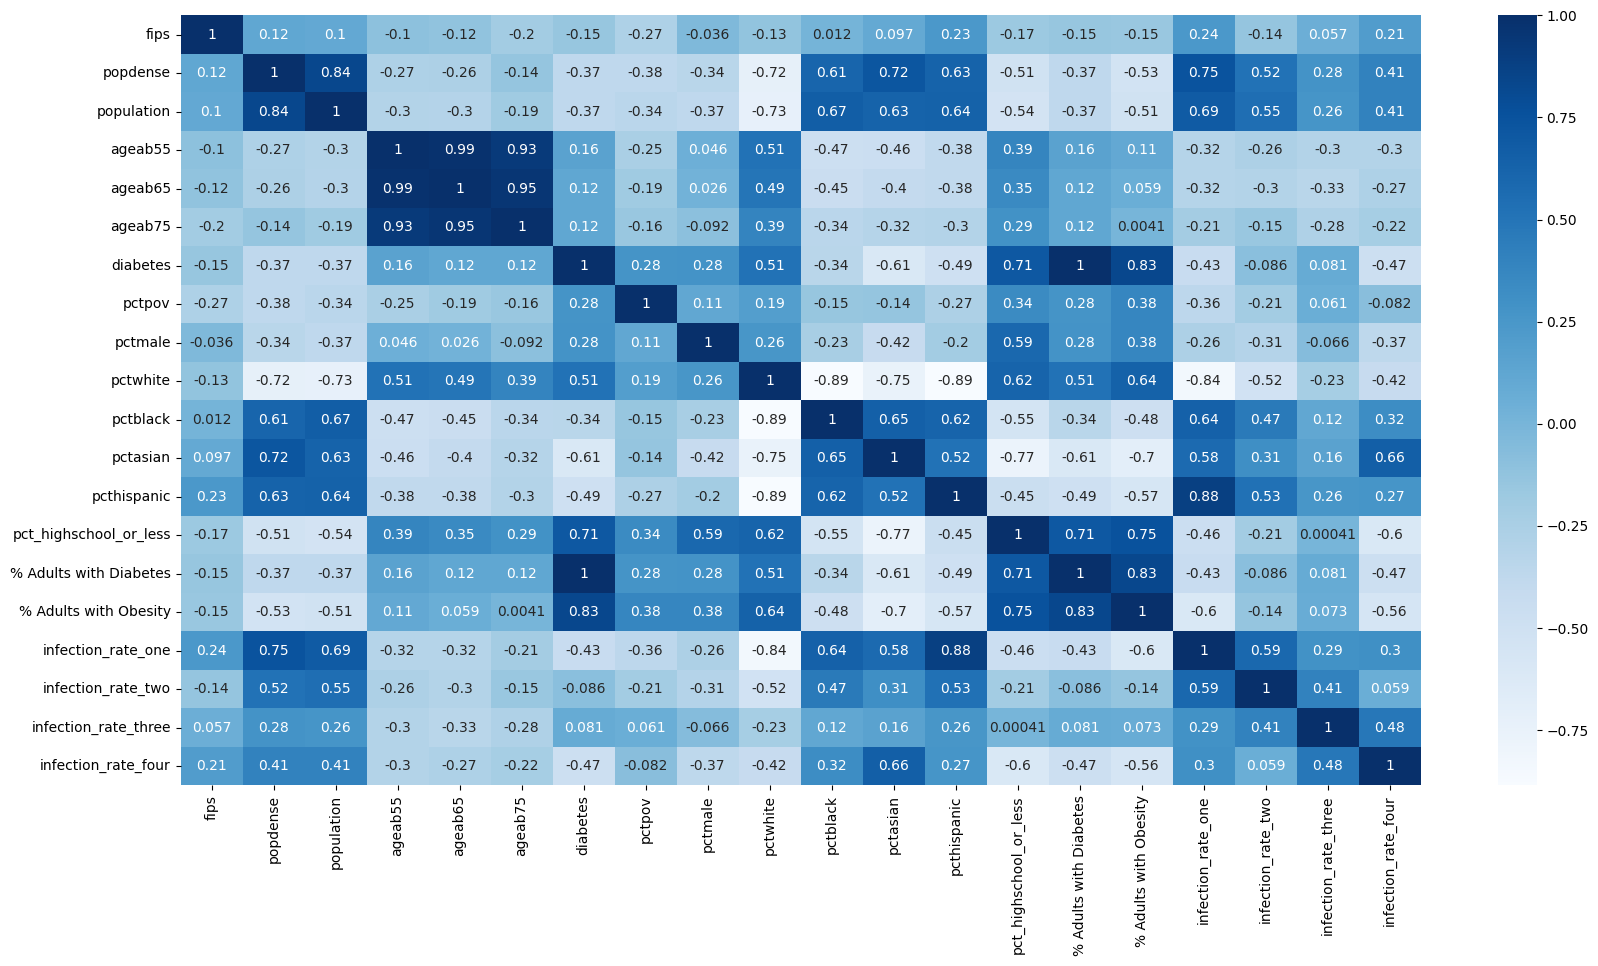 fips 1 0.12 0.1 -0.1 -0.12 -0.2 -0.15 -0.27 -0.036 -0.13 0.012 0.097 0.23 -0.17 -0.15 -0.15 0.24 -0.14 0.057 0.21
popdense 0.12 1 0.84 -0.27 -0.26 -0.14 -0.37 -0.38 -0.34 -0.72 0.61 0.72 0.63 -0.51 -0.37 -0.53 0.75 0.52 0.28 0.41
population 0.1 0.84 1 -0.3 -0.3 -0.19 -0.37 -0.34 -0.37 -0.73 0.67 0.63 0.64 -0.54 -0.37 -0.51 0.69 0.55 0.26 0.41
ageab55 -0.1 -0.27 -0.3 1 0.99 0.93 0.16 -0.25 0.046 0.51 -0.47 -0.46 -0.38 0.39 0.16 0.11 -0.32 -0.26 -0.3 -0.3
ageab65 -0.12 -0.26 -0.3 0.99 1 0.95 0.12 -0.19 0.026 0.49 -0.45 -0.4 -0.38 0.35 0.12 0.059 -0.32 -0.3 -0.33 -0.27
ageab75 -0.2 -0.14 -0.19 0.93 0.95 1 0.12 -0.16 -0.092 0.39 -0.34 -0.32 -0.3 0.29 0.12 0.0041 -0.21 -0.15 -0.28 -0.22
diabetes -0.15 -0.37 -0.37 0.16 0.12 0.12 1 0.28 0.28 0.51 -0.34 -0.61 -0.49 0.71 1 0.83 -0.43 -0.086 0.081 -0.47
pctpov -0.27 -0.38 -0.34 -0.25 -0.19 -0.16 0.28 1 0.11 0.19 -0.15 -0.14 -0.27 0.34 0.28 0.38 -0.36 -0.21 0.061 -0.082
pctmale -0.036 -0.34 -0.37 0.046 0.026 -0.092 0.28 0.11 1 0.26 -0.23 -0.42 -0.2 0.59 0.28 0.38 -0.26 -0.31 -0.066 -0.37
pctwhite -0.13 -0.72 -0.73 0.51 0.49 0.39 0.51 0.19 0.26 1 -0.89 -0.75 -0.89 0.62 0.51 0.64 -0.84 -0.52 -0.23 -0.42
pctblack 0.012 0.61 0.67 -0.47 -0.45 -0.34 -0.34 -0.15 -0.23 -0.89 1 0.65 0.62 -0.55 -0.34 -0.48 0.64 0.47 0.12 0.32
pctasian 0.097 0.72 0.63 -0.46 -0.4 -0.32 -0.61 -0.14 -0.42 -0.75 0.65 1 0.52 -0.77 -0.61 -0.7 0.58 0.31 0.16 0.66
pcthispanic 0.23 0.63 0.64 -0.38 -0.38 -0.3 -0.49 -0.27 -0.2 -0.89 0.62 0.52 1 -0.45 -0.49 -0.57 0.88 0.53 0.26 0.27
pct_highschool_or_less -0.17 -0.51 -0.54 0.39 0.35 0.29 0.71 0.34 0.59 0.62 -0.55 -0.77 -0.45 1 0.71 0.75 -0.46 -0.21 0.00041 -0.6
% Adults with Diabetes -0.15 -0.37 -0.37 0.16 0.12 0.12 1 0.28 0.28 0.51 -0.34 -0.61 -0.49 0.71 1 0.83 -0.43 -0.086 0.081 -0.47
% Adults with Obesity -0.15 -0.53 -0.51 0.11 0.059 0.0041 0.83 0.38 0.38 0.64 -0.48 -0.7 -0.57 0.75 0.83 1 -0.6 -0.14 0.073 -0.56
infection_rate_one 0.24 0.75 0.69 -0.32 -0.32 -0.21 -0.43 -0.36 -0.26 -0.84 0.64 0.58 0.88 -0.46 -0.43 -0.6 1 0.59 0.29 0.3
infection_rate_two -0.14 0.52 0.55 -0.26 -0.3 -0.15 -0.086 -0.21 -0.31 -0.52 0.47 0.31 0.53 -0.21 -0.086 -0.14 0.59 1 0.41 0.059
infection_rate_three 0.057 0.28 0.26 -0.3 -0.33 -0.28 0.081 0.061 -0.066 -0.23 0.12 0.16 0.26 0.00041 0.081 0.073 0.29 0.41 1 0.48
infection_rate_four 0.21 0.41 0.41 -0.3 -0.27 -0.22 -0.47 -0.082 -0.37 -0.42 0.32 0.66 0.27 -0.6 -0.47 -0.56 0.3 0.059 0.48 1
fips
popdense
population
ageab55
ageab65
ageab75
diabetes
pctpov
pctmale
pctwhite
pctblack
pctasian
pcthispanic
pct_highschool_or_less
% Adults with Diabetes
% Adults with Obesity
infection_rate_one
infection_rate_two
infection_rate_three
infection_rate_four
1.00
0.75
0.50
0.25
0.00
−0.25
−0.50
−0.75